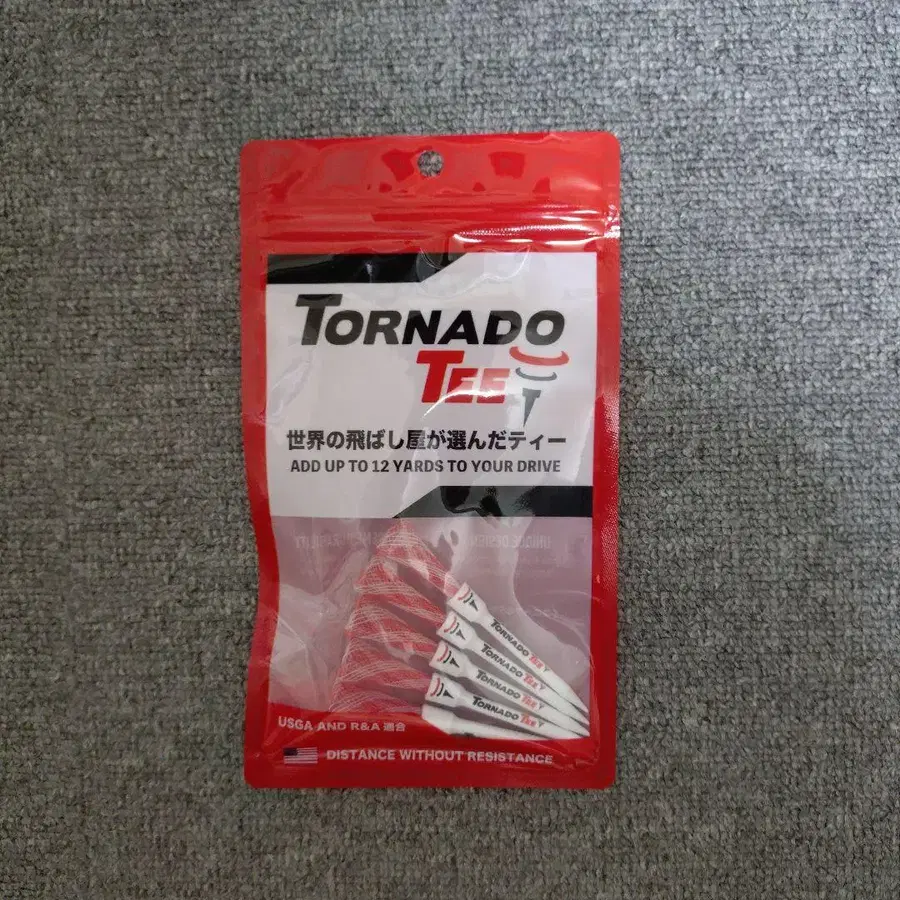 TORNADO
TEE
世界の飛ばし屋が選んだティー
ADD UP TO 12 YARDS TO YOUR DRIVE
TORNADO TEE
TORNADO TEE
TORNADO TEE
TORNADO TEE
USGA AND R&A 適合
DISTANCE WITHOUT RESISTANCE